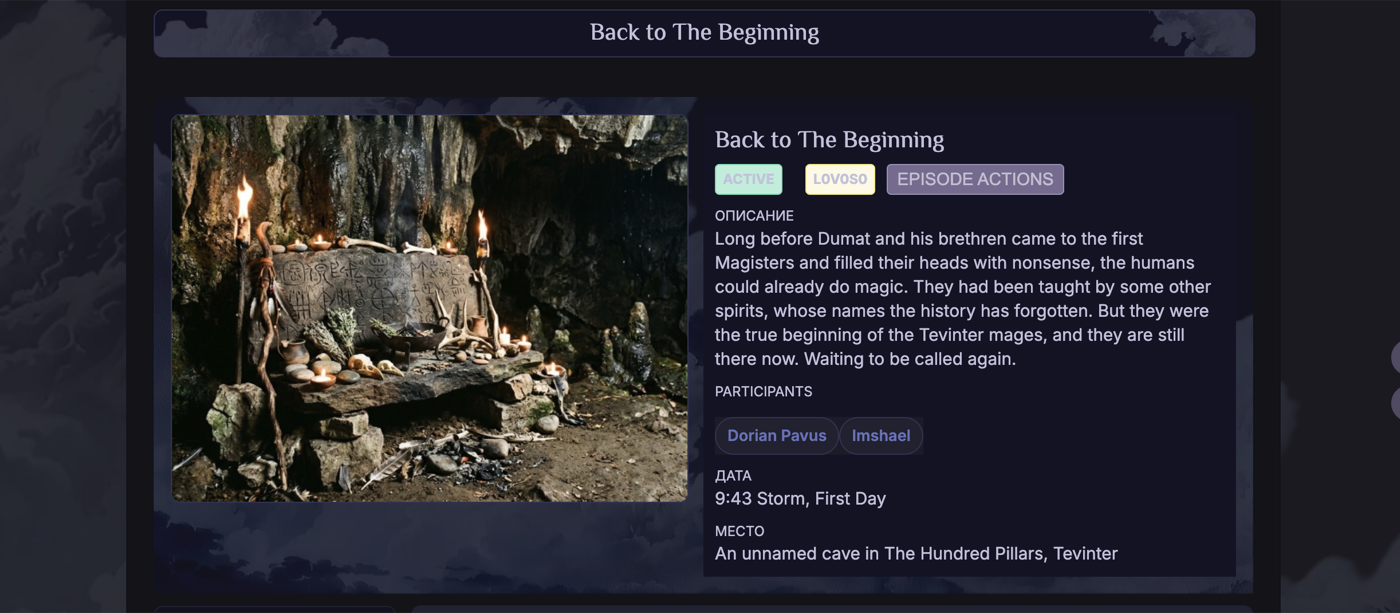 Back to The Beginning
Back to The Beginning
ACTIVE LOVOSO EPISODE ACTIONS
ОПИСАНИЕ
Long before Dumat and his brethren came to the first
Magisters and filled their heads with nonsense, the humans
could already do magic. They had been taught by some other
spirits, whose names the history has forgotten. But they were
the true beginning of the Tevinter mages, and they are still
there now. Waiting to be called again.
PARTICIPANTS
Dorian Pavus Imshael
ДАТА
9:43 Storm, First Day
МЕСТО
An unnamed cave in The Hundred Pillars, Tevinter